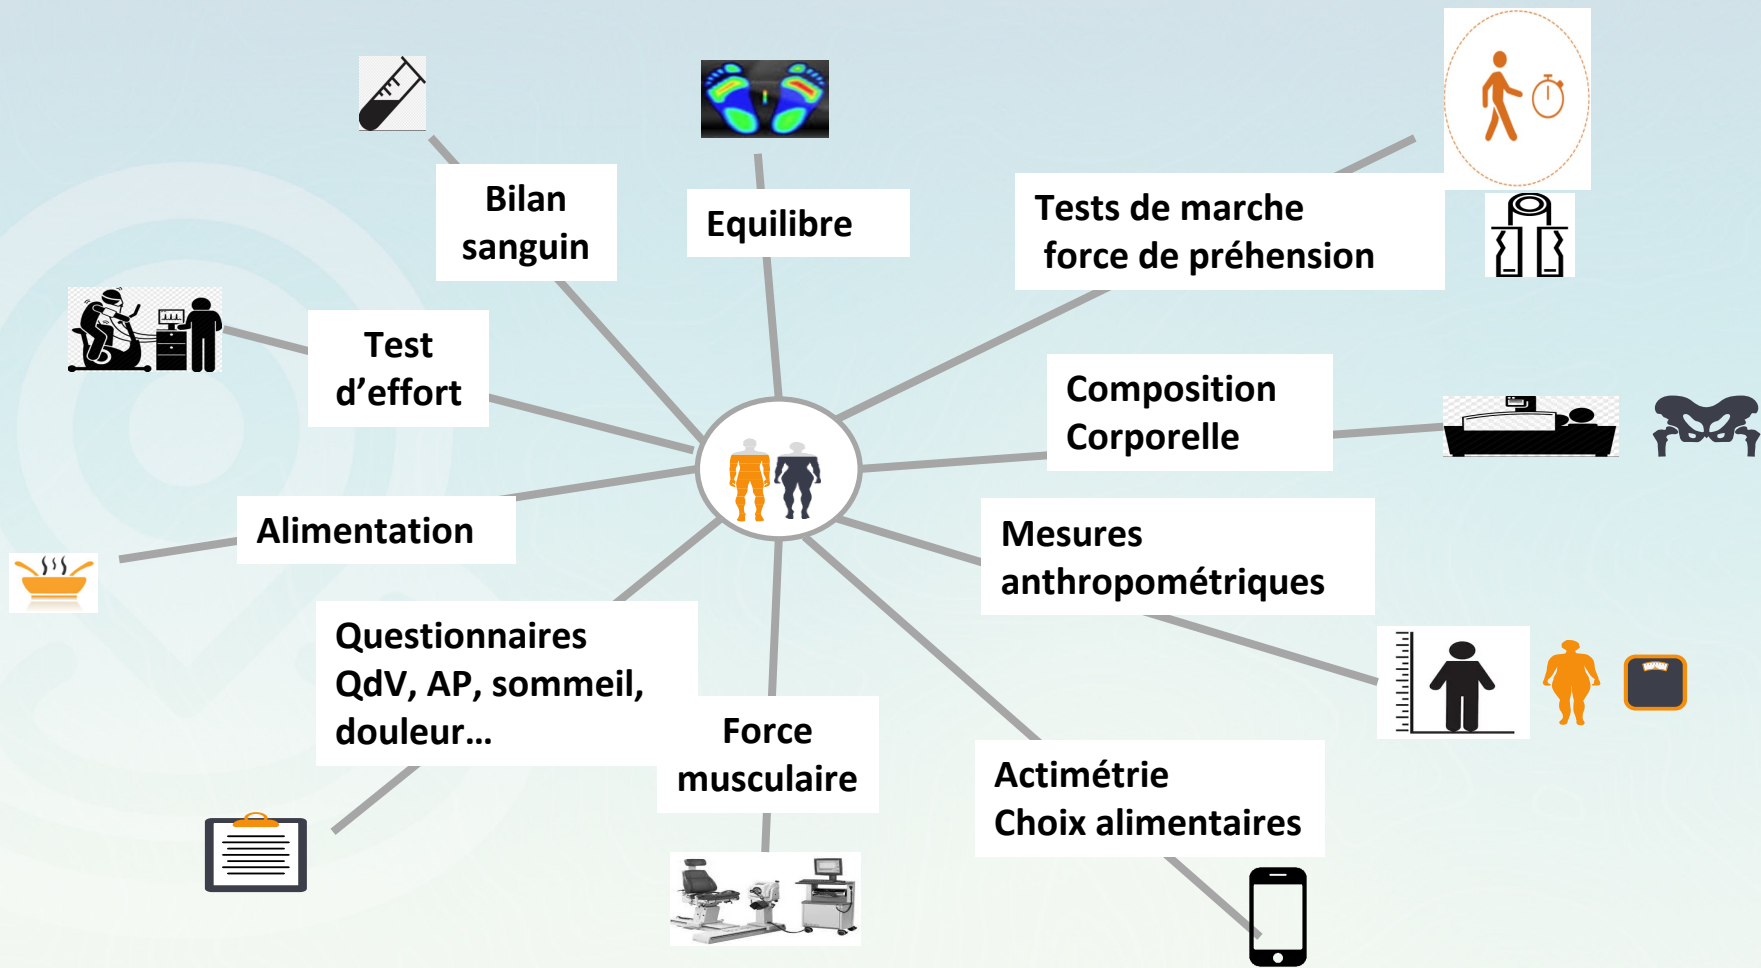 Bilan
sanguin
Equilibre
Tests de marche
force de préhension
Test
d’effort
Composition
Corporelle
Alimentation
Mesures
anthropométriques
Questionnaires
QdV, AP, sommeil,
douleur…
Force
musculaire
Actimétrie
Choix alimentaires